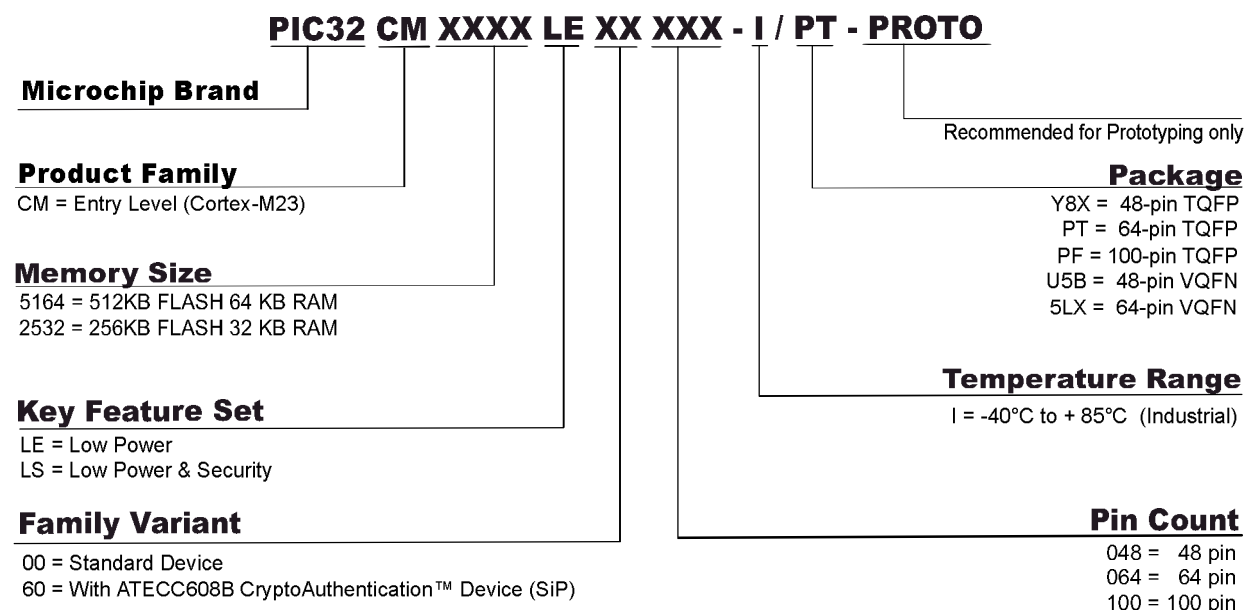 PIC32 CM XXXX LE XX XXX - I / PT - PROTO
Microchip Brand
Recommended for Prototyping only
Product Family
CM = Entry Level (Cortex-M23)
Package
Y8X = 48-pin TQFP
PT = 64-pin TQFP
PF = 100-pin TQFP
U5B = 48-pin VQFN
5LX = 64-pin VQFN
Memory Size
5164 = 512KB FLASH 64 KB RAM
2532 = 256KB FLASH 32 KB RAM
Temperature Range
I = -40°C to + 85°C (Industrial)
Key Feature Set
LE = Low Power
LS = Low Power & Security
Family Variant
00 = Standard Device
60 = With ATECC608B CryptoAuthentication™ Device (SiP)
Pin Count
048 = 48 pin
064 = 64 pin
100 = 100 pin